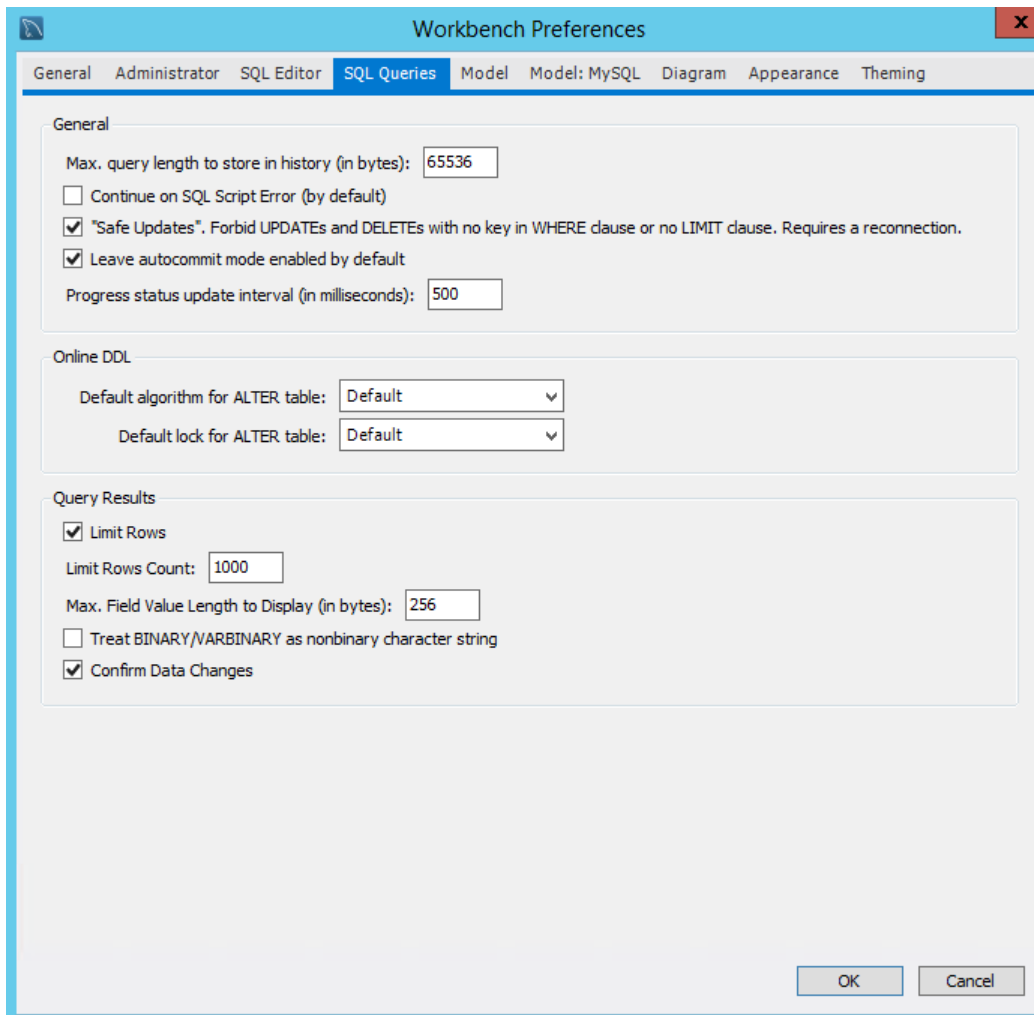 Workbench Preferences
x
General Administrator SQL Editor SQL Queries Model Model: MySQL Diagram Appearance Theming
General
Max. query length to store in history (in bytes): 65536
Continue on SQL Script Error (by default)
"Safe Updates". Forbid UPDATEs and DELETEs with no key in WHERE clause or no LIMIT clause. Requires a reconnection.
Leave autocommit mode enabled by default
Progress status update interval (in milliseconds): 500
Online DDL
Default algorithm for ALTER table: Default
Default lock for ALTER table: Default
Query Results
Limit Rows
Limit Rows Count: 1000
Max. Field Value Length to Display (in bytes): 256
Treat BINARY/VARBINARY as nonbinary character string
Confirm Data Changes
OK Cancel